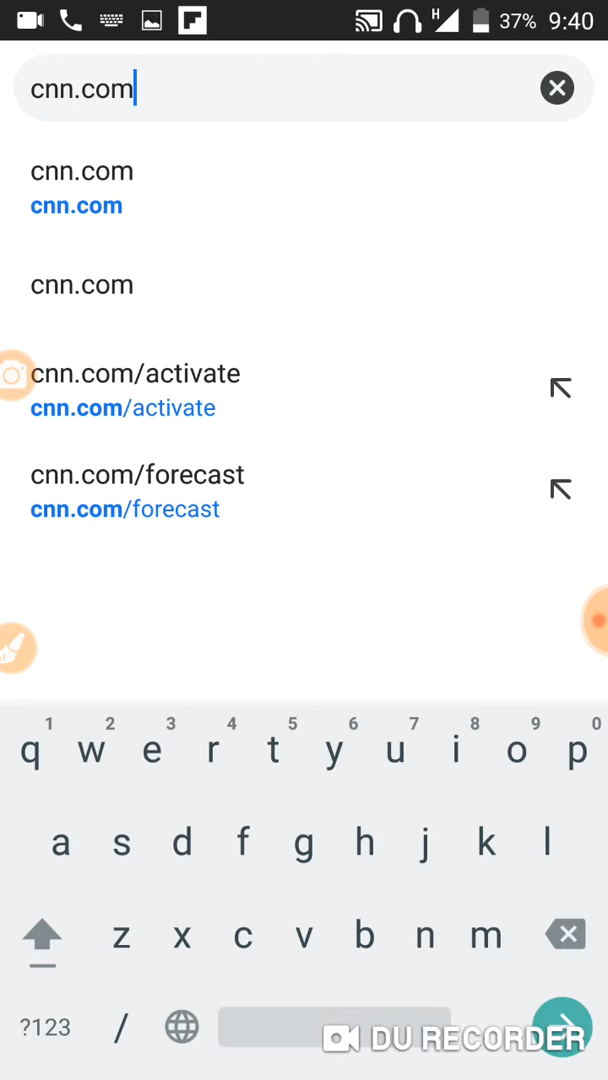 H 37% 9:40
cnn.com
cnn.com
cnn.com
cnn.com
cnn.com/activate
cnn.com/activate
cnn.com/forecast
cnn.com/forecast
1 2 3 4 5 6 7 8 9 0
q w e r t y u i o p
a s d f g h j k l
z x c v b n m
?123 /
DU RECORDER